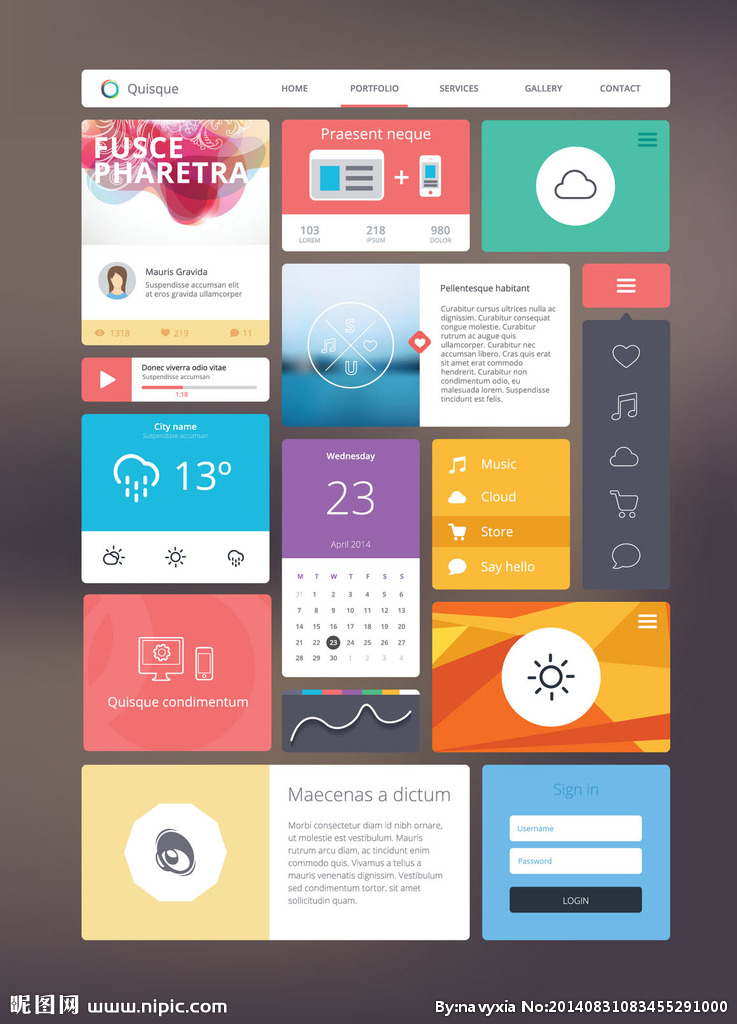 Quisque
HOME PORTFOLIO SERVICES GALLERY CONTACT
FUSCE
PHARETRA
Mauris Gravida
Suspendisse accumsan elit
at eros gravida ullamcorper
1318 219 11
Praesent neque
+
103 218 980
LOREM IPSUM DOLOR
S
U
Pellentesque habitant
Curabitur cursus ultrices nulla ac
dignissim. Curabitur consequat
congue molestie. Curabitur
volutpat enim. Curabitur nec
accumsan libero. Cras quis erat
sit amet erat commodo
hendrerit. Curabitur non
condimentum odio, eu
malesuada lorem. Suspendisse
tincidunt est felis.
Donec viverra odio vitae
Suspendisse accumsan
1:18
City name
Suspendisse accumsan
13º
Wednesday
23
April 2014
M T W T F S S
31 1 2 3 4 5 6
7 8 9 10 11 12 13
14 15 16 17 18 19 20
21 22 23 24 25 26 27
28 29 30 1 2 3 4
Music
Cloud
Store
Say hello
Quisque condimentum
Maecenas a dictum
Morbi consectetur diam id nibh ornare,
ut molestie est vestibulum. Mauris
rutrum arcu diam, ac tincidunt enim
commodo quis. Vivamus a tellus a
mauris venenatis dignissim. Vestibulum
sed condimentum tortor, sit amet
sollicitudin quam.
Sign in
Username
Password
LOGIN
昵图网 www.nipic.com
By:navyxia No:20140831083455291000